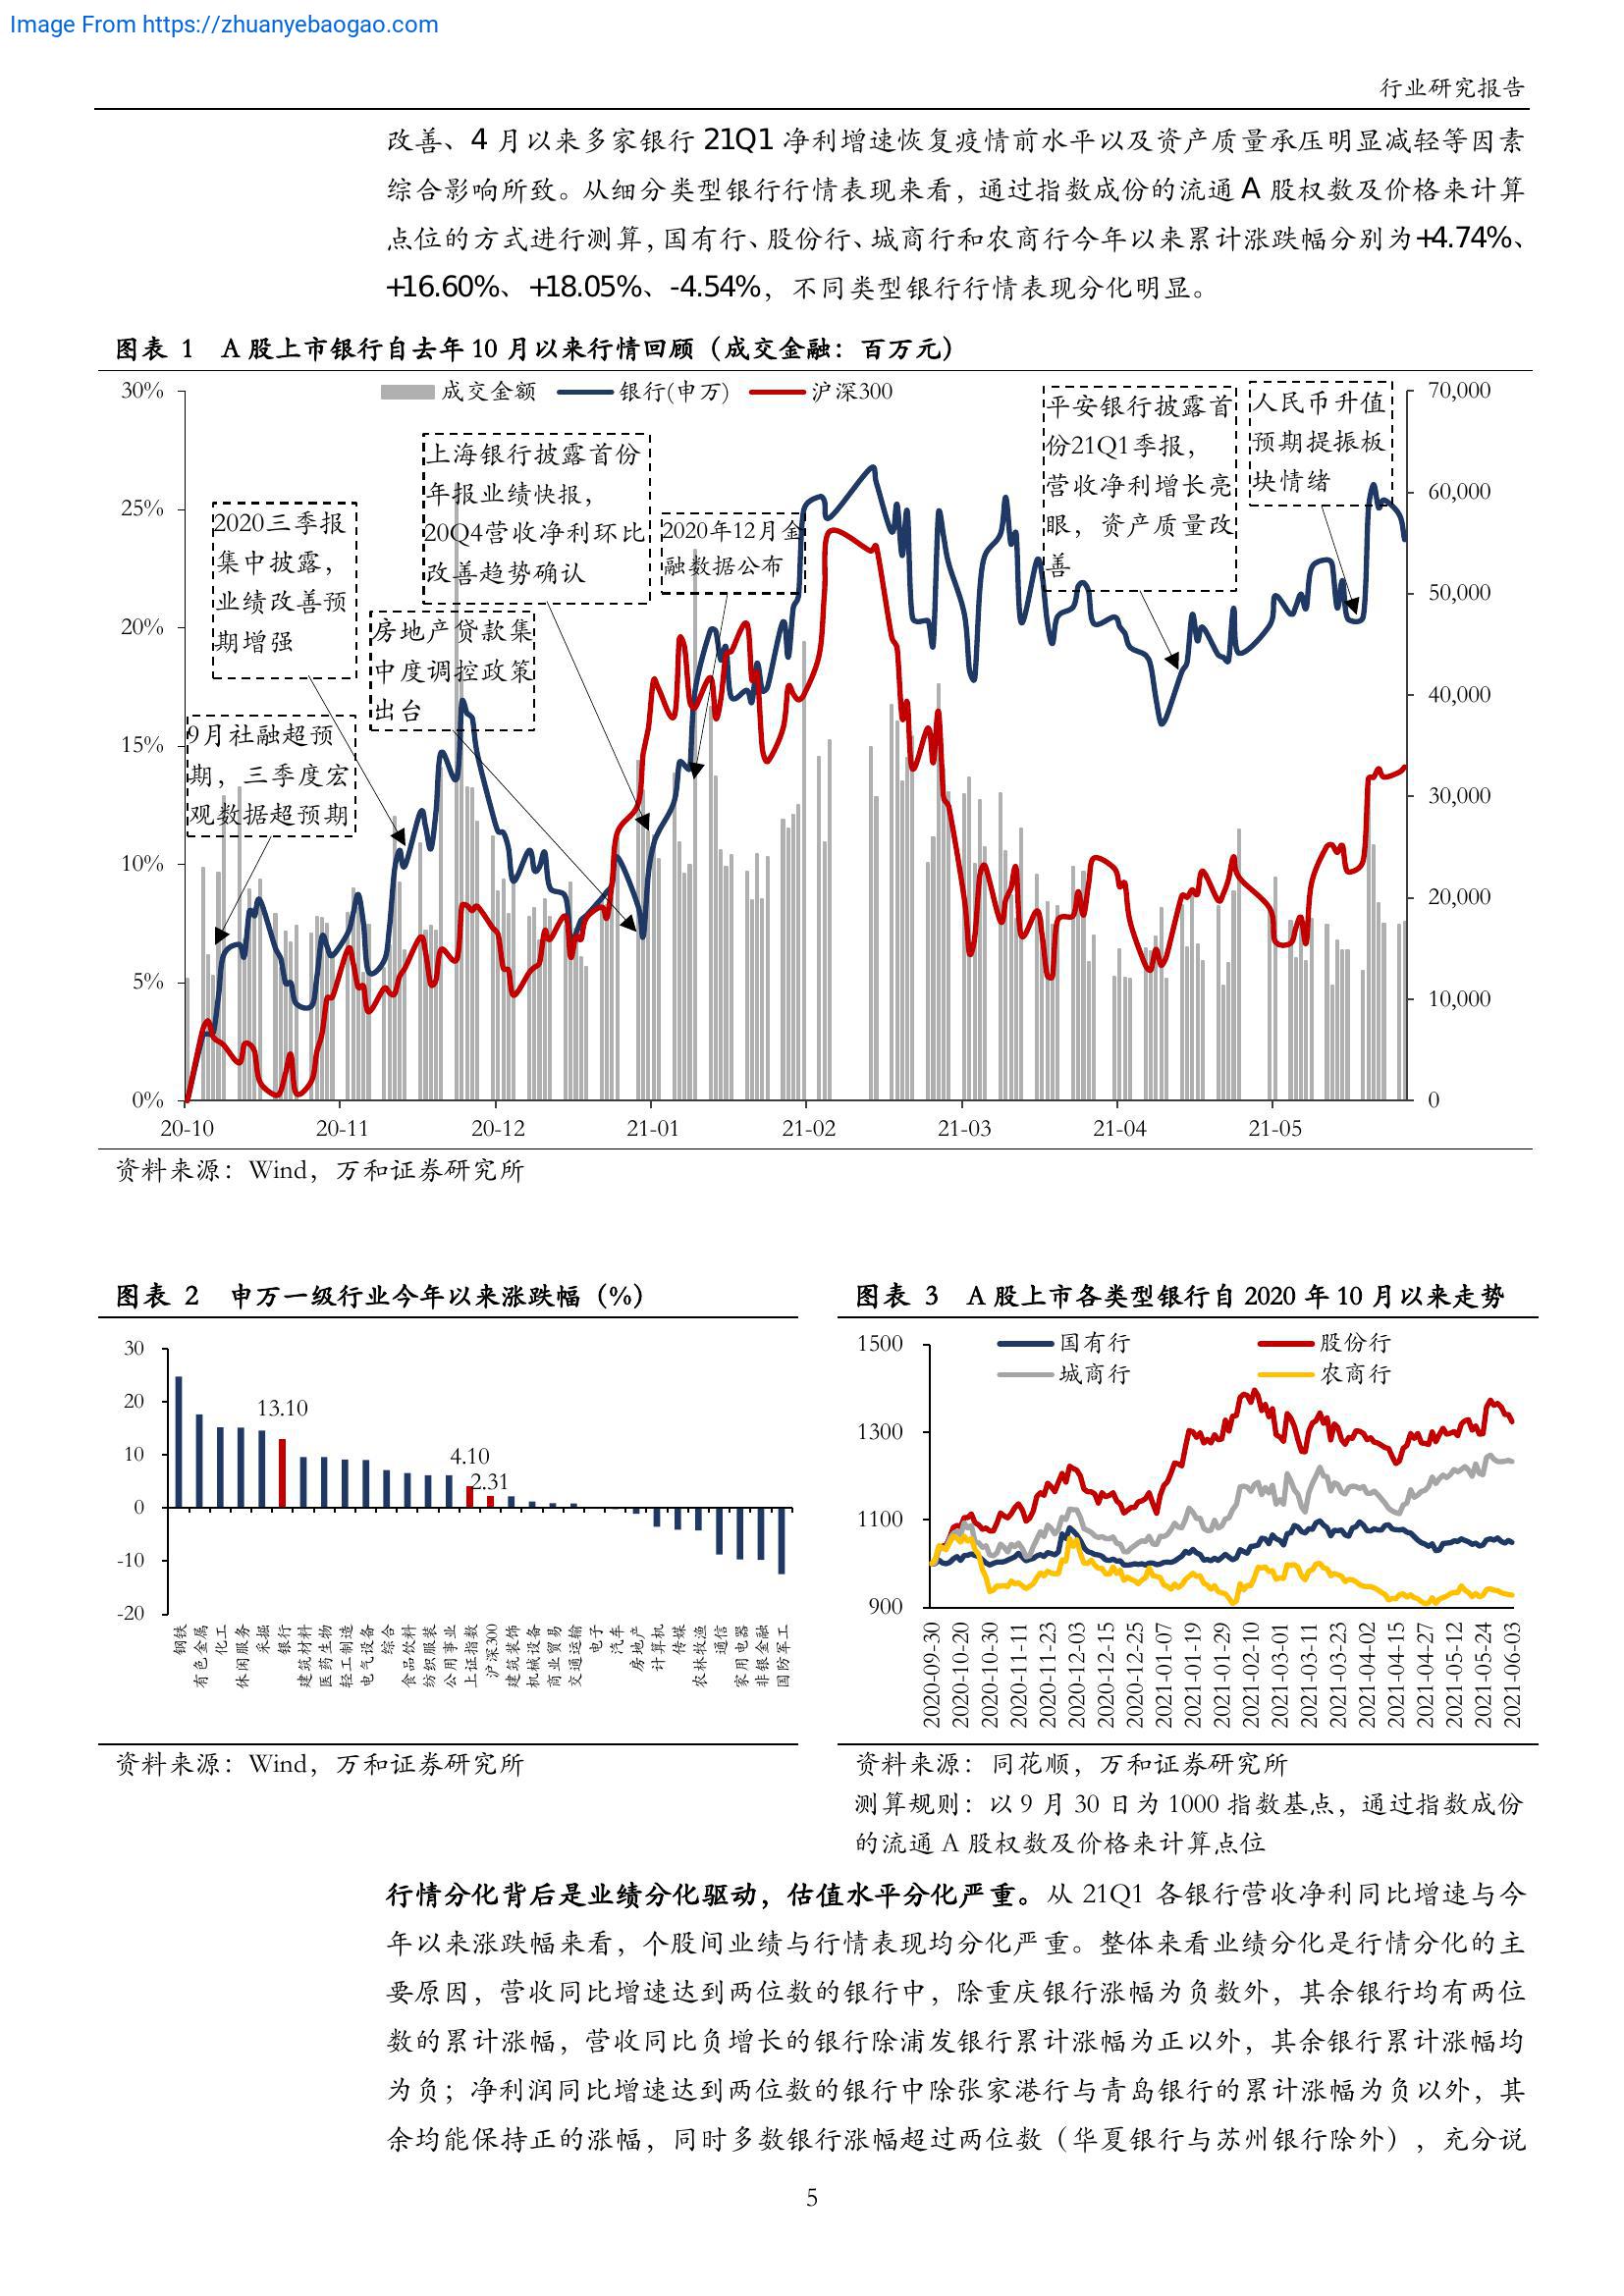 Image From https://zhuanyebaogao.com
行业研究报告
改善、4 月以来多家银行 21Q1 净利增速恢复疫情前水平以及资产质量承压明显减轻等因素
综合影响所致。从细分类型银行行情表现来看，通过指数成份的流通 A 股权数及价格来计算
点位的方式进行测算，国有行、股份行、城商行和农商行今年以来累计涨跌幅分别为+4.74%、
+16.60%、+18.05%、-4.54%，不同类型银行行情表现分化明显。
图表 1 A 股上市银行自去年 10 月以来行情回顾（成交金融：百万元）
成交金额 银行(申万) 沪深300
30%
25%
20%
15%
10%
5%
0%
70,000
60,000
50,000
40,000
30,000
20,000
10,000
0
9月社融超预
期，三季度宏
观数据超预期
2020三季报
集中披露，
业绩改善预
期增强
房地产贷款集
中度调控政策
出台
上海银行披露首份
年报业绩快报，
20Q4营收净利环比
改善趋势确认
2020年12月金
融数据公布
平安银行披露首
份21Q1季报，
营收净利增长亮
眼，资产质量改
善
人民币升值
预期提振板
块情绪
20-10 20-11 20-12 21-01 21-02 21-03 21-04 21-05
资料来源：Wind，万和证券研究所
图表 2 申万一级行业今年以来涨跌幅（%）
30
20
10
0
-10
-20
13.10
4.10
2.31
钢铁
有色金属
化工
休闲服务
采掘
银行
建筑材料
医药生物
轻工制造
电气设备
综合
食品饮料
纺织服装
公用事业
上证指数
沪深300
建筑装饰
机械设备
商业贸易
交通运输
电子
汽车
房地产
计算机
传媒
农林牧渔
通信
家用电器
非银金融
国防军工
资料来源：Wind，万和证券研究所
图表 3 A 股上市各类型银行自 2020 年 10 月以来走势
国有行 股份行
城商行 农商行
1500
1300
1100
900
2020-09-30
2020-10-20
2020-10-30
2020-11-11
2020-11-23
2020-12-03
2020-12-15
2020-12-25
2021-01-07
2021-01-19
2021-01-29
2021-02-10
2021-03-01
2021-03-11
2021-03-23
2021-04-02
2021-04-15
2021-04-27
2021-05-12
2021-05-24
2021-06-03
资料来源：同花顺，万和证券研究所
测算规则：以 9 月 30 日为 1000 指数基点，通过指数成份
的流通 A 股权数及价格来计算点位
行情分化背后是业绩分化驱动，估值水平分化严重。从 21Q1 各银行营收净利同比增速与今
年以来涨跌幅来看，个股间业绩与行情表现均分化严重。整体来看业绩分化是行情分化的主
要原因，营收同比增速达到两位数的银行中，除重庆银行涨幅为负数外，其余银行均有两位
数的累计涨幅，营收同比负增长的银行除浦发银行累计涨幅为正以外，其余银行累计涨幅均
为负；净利润同比增速达到两位数的银行中除张家港行与青岛银行的累计涨幅为负以外，其
余均能保持正的涨幅，同时多数银行涨幅超过两位数（华夏银行与苏州银行除外），充分说
5